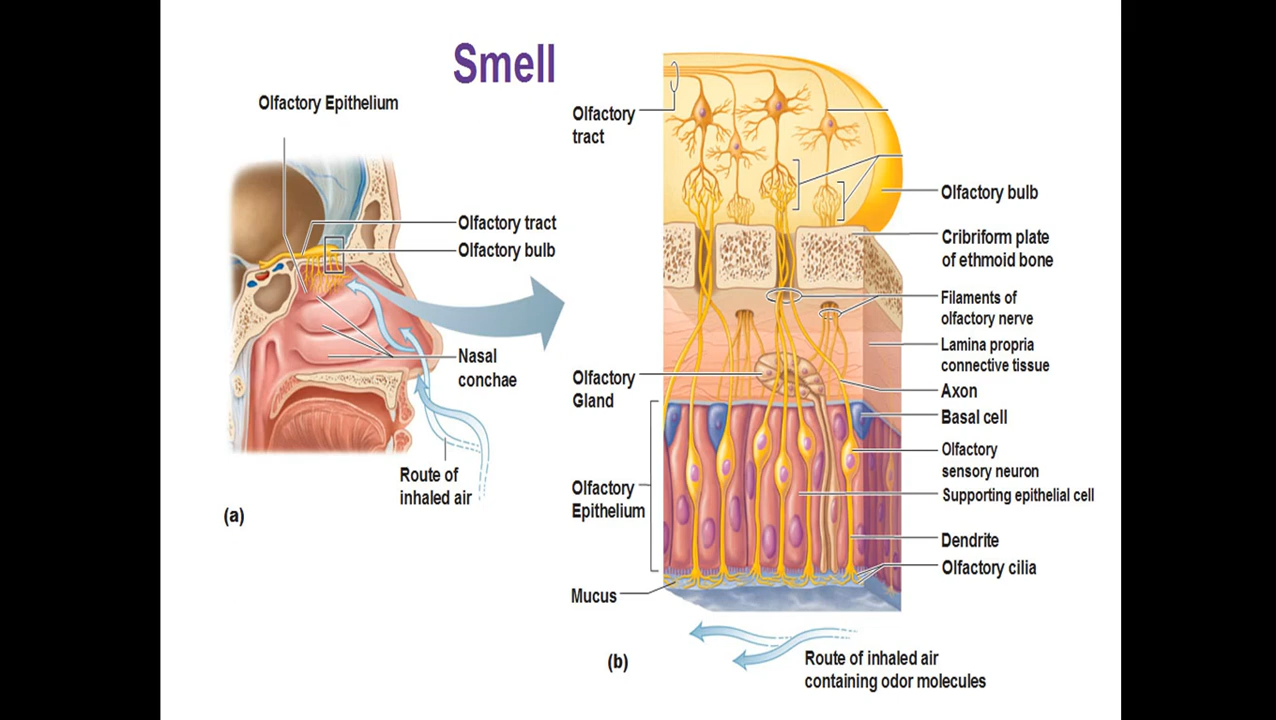 Smell
Olfactory Epithelium
Olfactory tract
Olfactory bulb
Nasal
conchae
Route of
inhaled air
(a)
Olfactory
tract
Olfactory
Gland
Olfactory
Epithelium
Mucus
Olfactory bulb
Cribriform plate
of ethmoid bone
Filaments of
olfactory nerve
Lamina propria
connective tissue
Axon
Basal cell
Olfactory
sensory neuron
Supporting epithelial cell
Dendrite
Olfactory cilia
(b)
Route of inhaled air
containing odor molecules